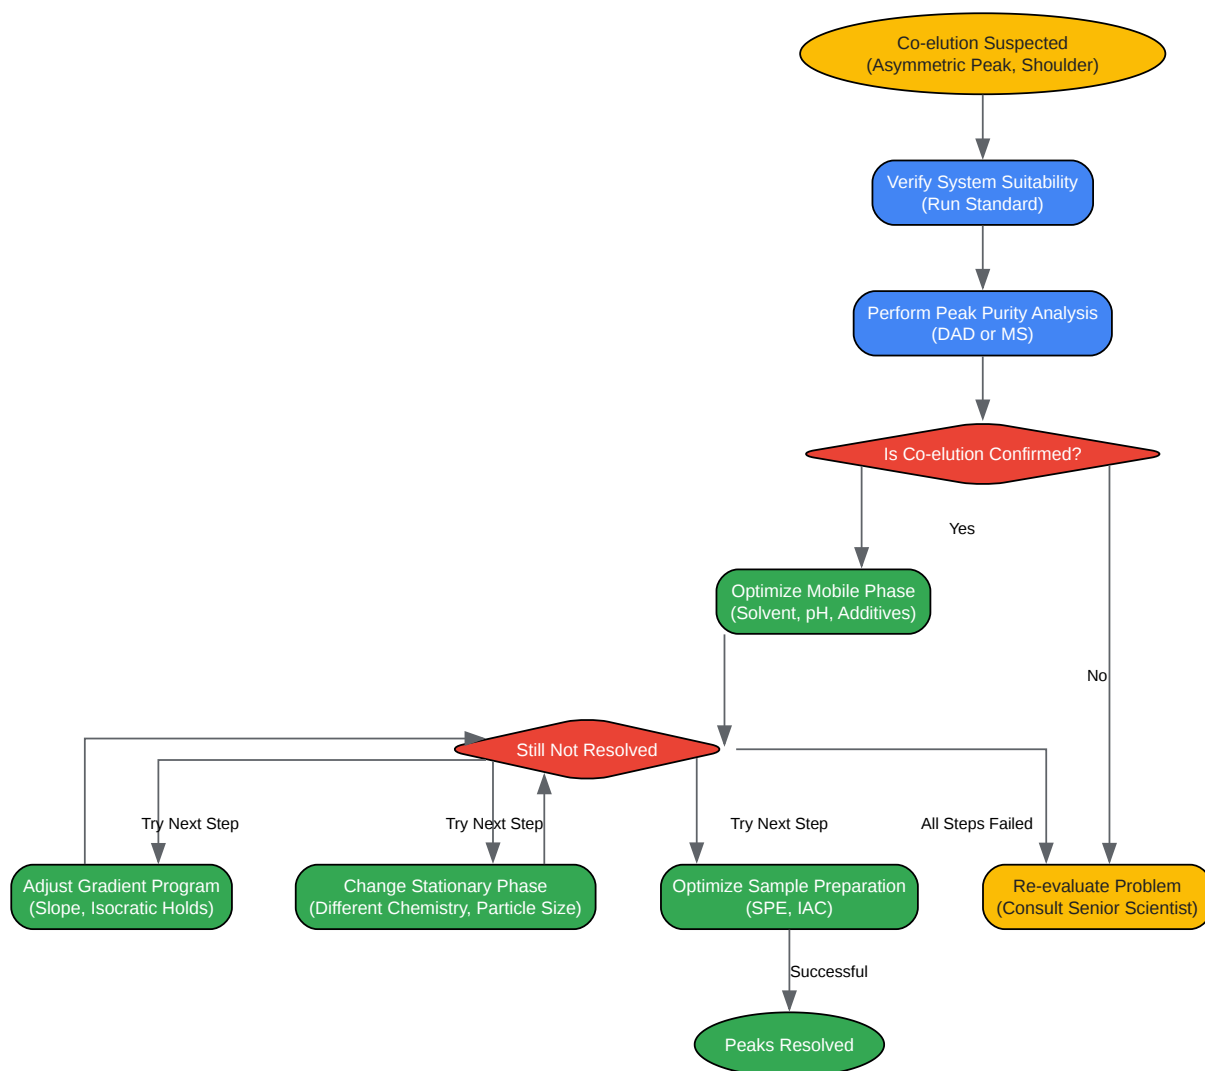 Co-elution Suspected
(Asymmetric Peak, Shoulder)
Verify System Suitability
(Run Standard)
Perform Peak Purity Analysis
(DAD or MS)
Is Co-elution Confirmed?
Yes
Optimize Mobile Phase
(Solvent, pH, Additives)
No
Still Not Resolved
Try Next Step
Try Next Step
Try Next Step
All Steps Failed
Adjust Gradient Program
(Slope, Isocratic Holds)
Change Stationary Phase
(Different Chemistry, Particle Size)
Optimize Sample Preparation
(SPE, IAC)
Re-evaluate Problem
(Consult Senior Scientist)
Successful
Peaks Resolved